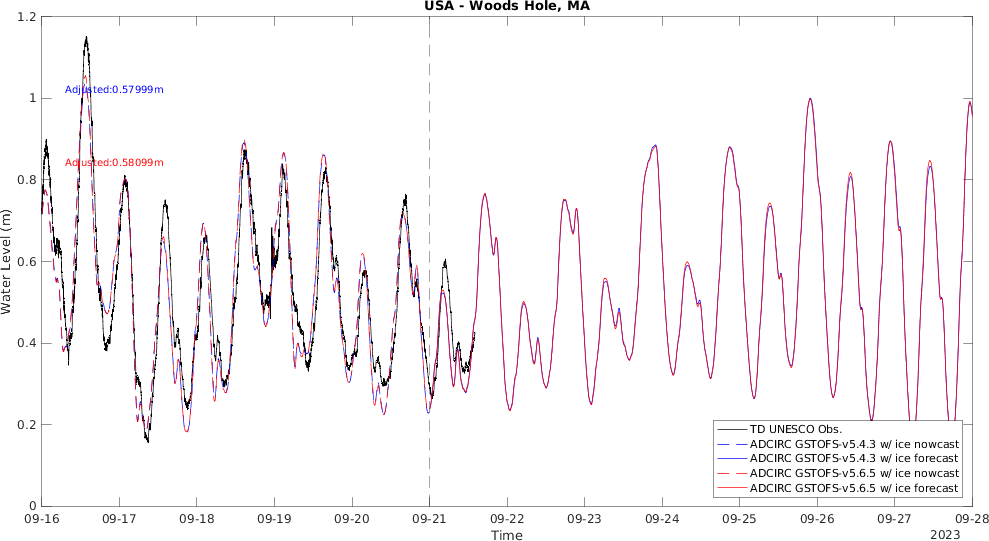 USA - Woods Hole, MA
1.2
1
0.8
0.6
0.4
0.2
0
Water Level (m)
Adjusted:0.57999m
Adjusted:0.58099m
TD UNESCO Obs.
ADCIRC GSTOFS-v5.4.3 w/ ice nowcast
ADCIRC GSTOFS-v5.4.3 w/ ice forecast
ADCIRC GSTOFS-v5.6.5 w/ ice nowcast
ADCIRC GSTOFS-v5.6.5 w/ ice forecast
09-16 09-17 09-18 09-19 09-20 09-21 09-22 09-23 09-24 09-25 09-26 09-27 09-28
Time
2023